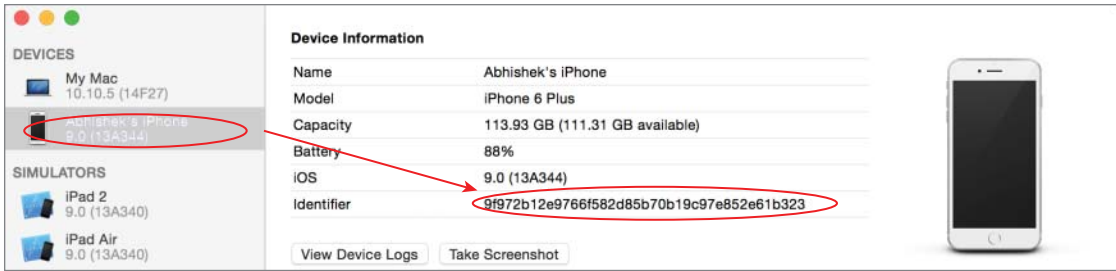 DEVICES
My Mac
10.10.5 (14F27)
Abhishek's iPhone
9.0 (13A344)
SIMULATORS
iPad 2
9.0 (13A340)
iPad Air
9.0 (13A340)
Device Information
Name Abhishek's iPhone
Model iPhone 6 Plus
Capacity 113.93 GB (111.31 GB available)
Battery 88%
iOS 9.0 (13A344)
Identifier 9f972b12e9766f582d85b70b19c97e852e61b323
View Device Logs Take Screenshot